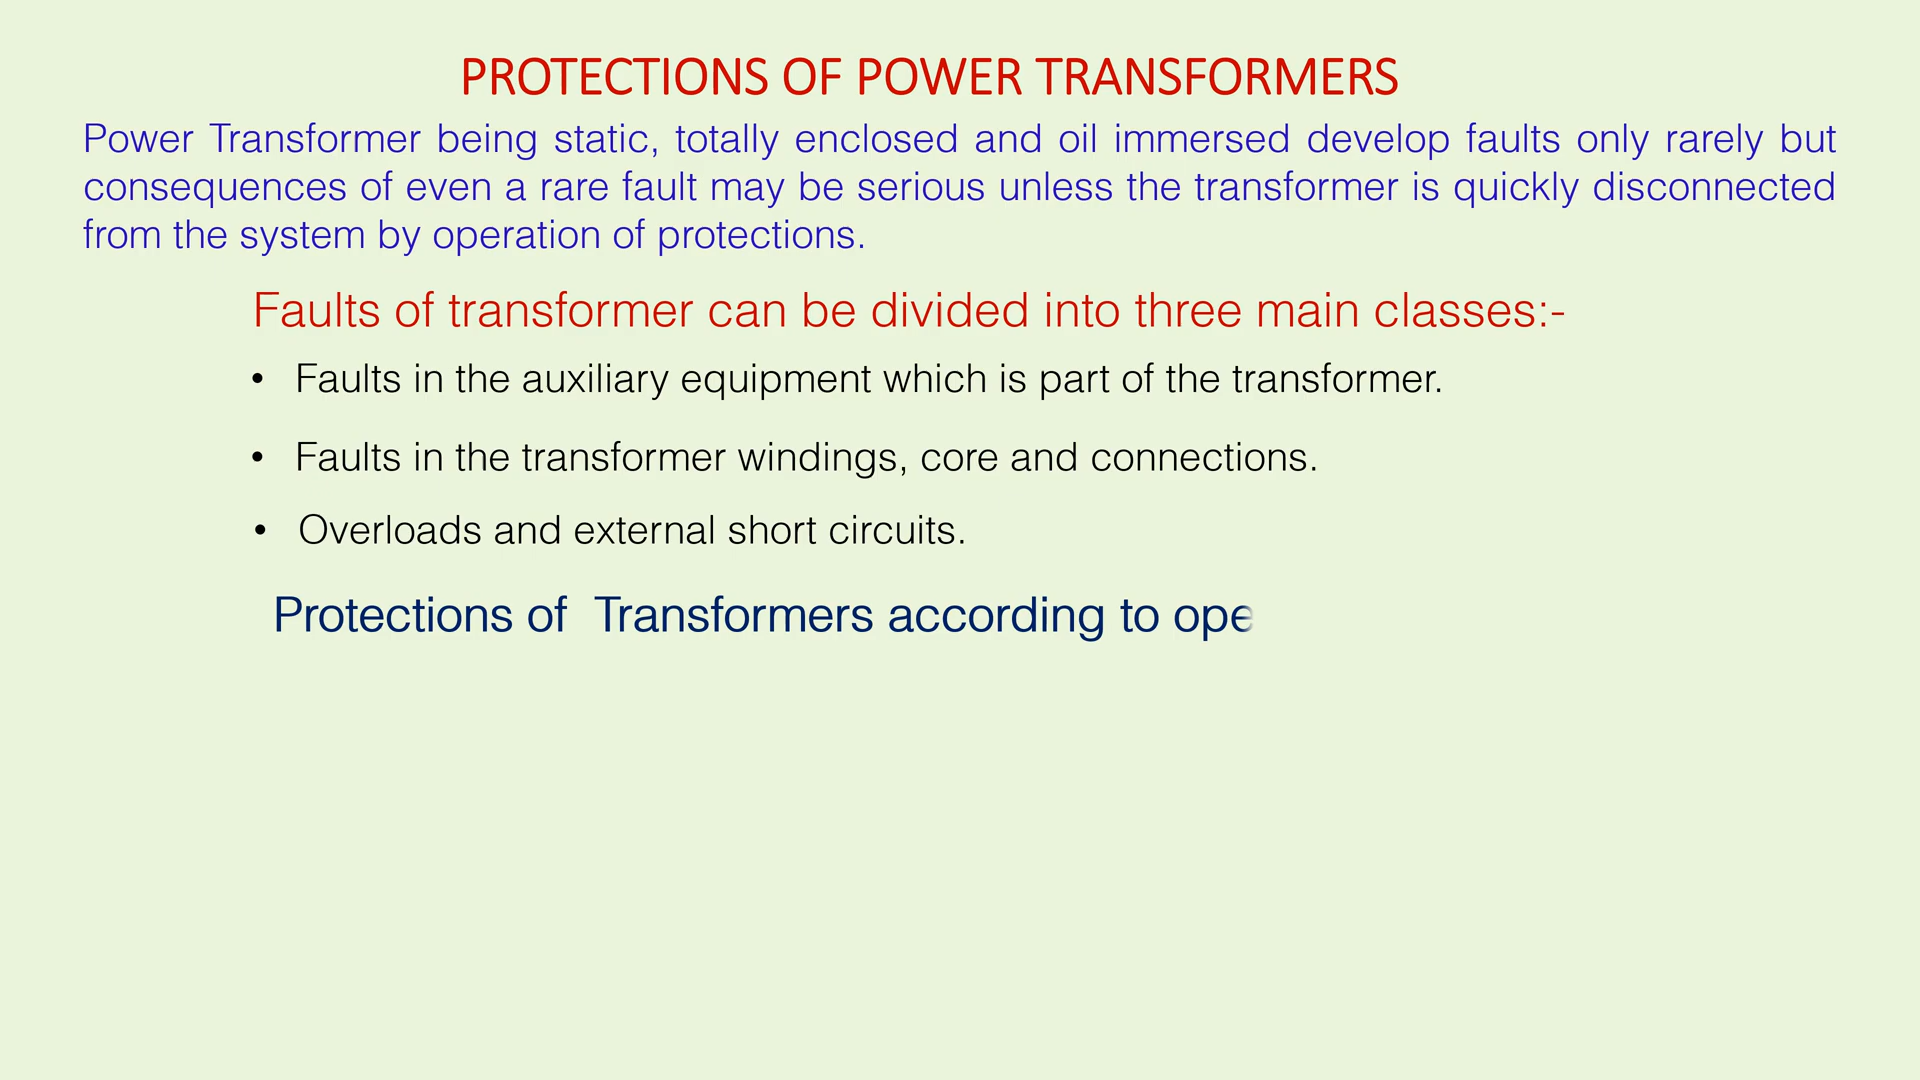 PROTECTIONS OF POWER TRANSFORMERS
Power Transformer being static, totally enclosed and oil immersed develop faults only rarely but
consequences of even a rare fault may be serious unless the transformer is quickly disconnected
from the system by operation of protections.
Faults of transformer can be divided into three main classes:-
• Faults in the auxiliary equipment which is part of the transformer.
• Faults in the transformer windings, core and connections.
• Overloads and external short circuits.
Protections of Transformers according to ope